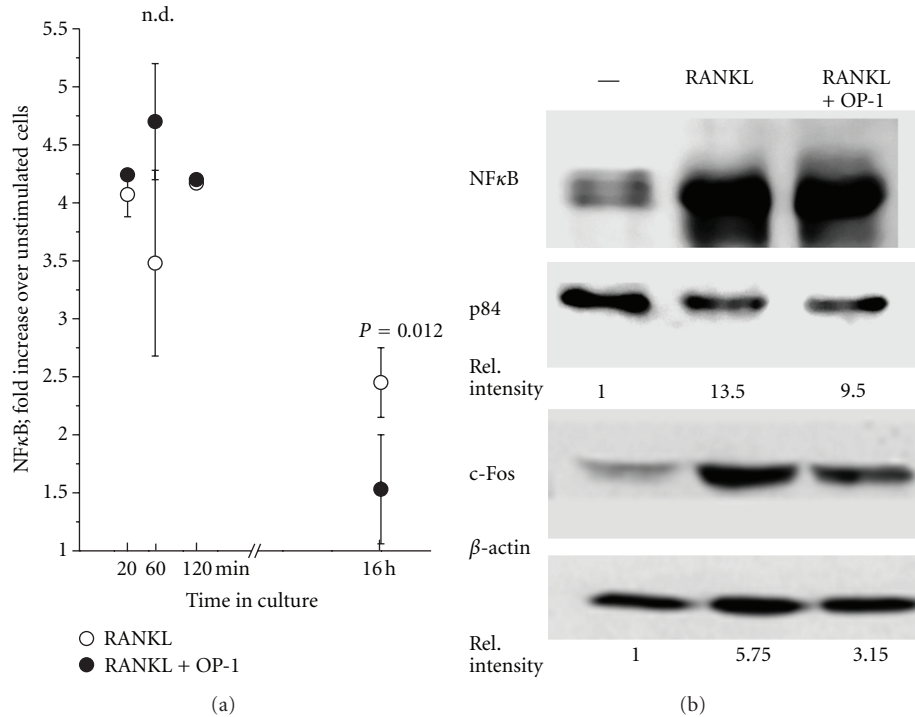 n.d.
5.5
5
4.5
4
3.5
3
2.5
2
1.5
1
NFκB; fold increase over unstimulated cells
P = 0.012
20 60 120 min 16 h
Time in culture
RANKL
RANKL + OP-1
(a)
— RANKL RANKL
+ OP-1
NFκB
p84
Rel.
intensity 1 13.5 9.5
c-Fos
β-actin
Rel.
intensity 1 5.75 3.15
(b)